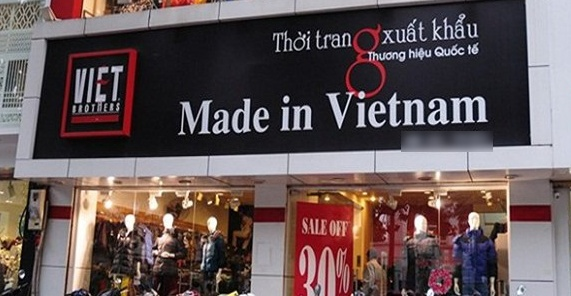 VIET
BROTHERS
Thời trang xuất khẩu
Thương hiệu Quốc tế
Made in Vietnam
SALE OFF
30%